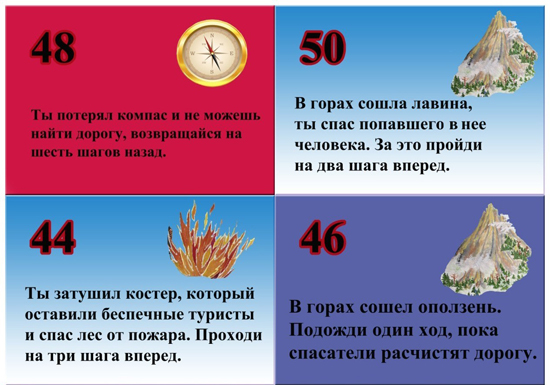 48
Ты потерял компас и не можешь
найти дорогу, возвращайся на
шесть шагов назад.
50
В горах сошла лавина,
ты спас попавшего в нее
человека. За это пройди
на два шага вперед.
44
Ты затушил костер, который
оставили беспечные туристы
и спас лес от пожара. Проходи
на три шага вперед.
46
В горах сошел оползень.
Подожди один ход, пока
спасатели расчистят дорогу.